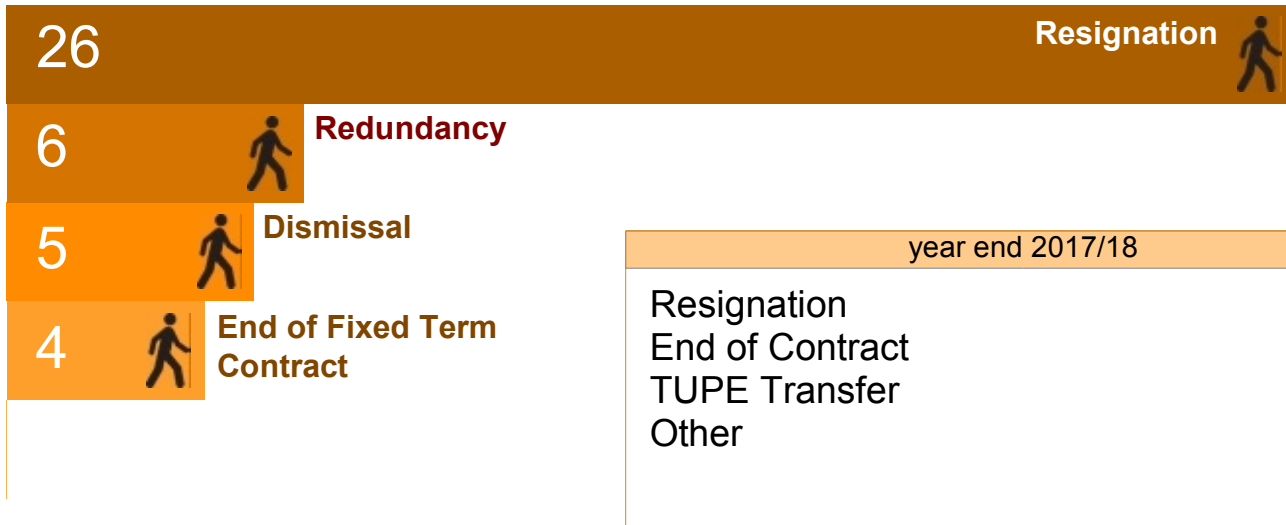 26 Resignation
6 Redundancy
5 Dismissal
4 End of Fixed Term
Contract
year end 2017/18
Resignation
End of Contract
TUPE Transfer
Other